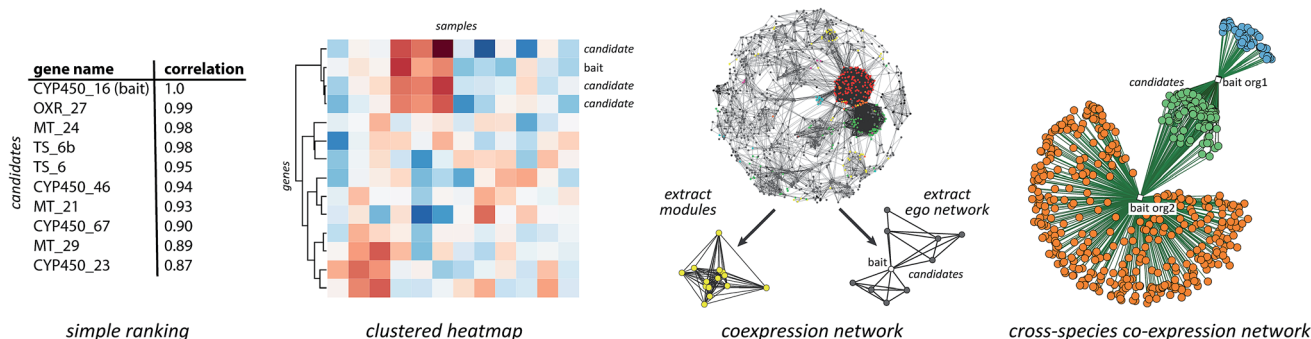 gene name correlation
CYP450_16 (bait) 1.0
OXR_27 0.99
MT_24 0.98
TS_6b 0.98
TS_6 0.95
CYP450_46 0.94
MT_21 0.93
CYP450_67 0.90
MT_29 0.89
CYP450_23 0.87
candidates
simple ranking
samples
candidate
bait
candidate
candidate
genes
clustered heatmap
extract
modules
extract
ego network
bait
candidates
coexpression network
candidates
bait org1
bait org2
cross-species co-expression network